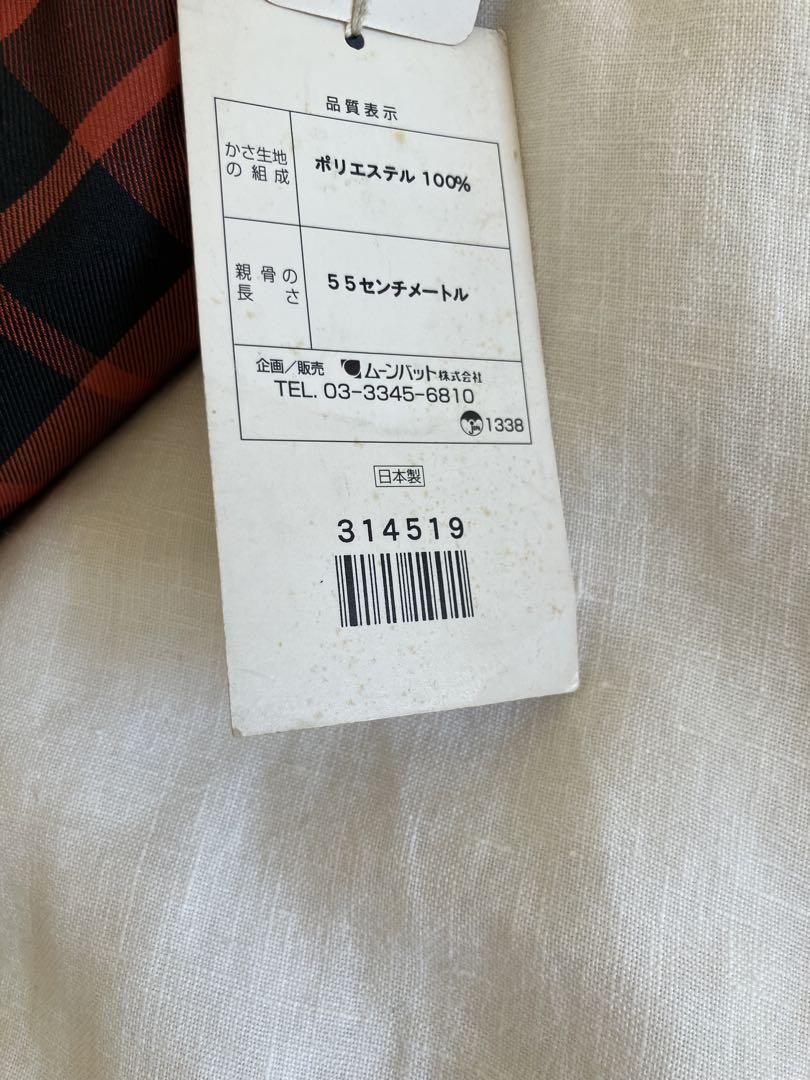 品質表示
かさ生地の組成
ポリエステル 100%
親骨の長さ
55センチメートル
企画/販売 ムーンバット株式会社
TEL. 03-3345-6810
1338
日本製
314519